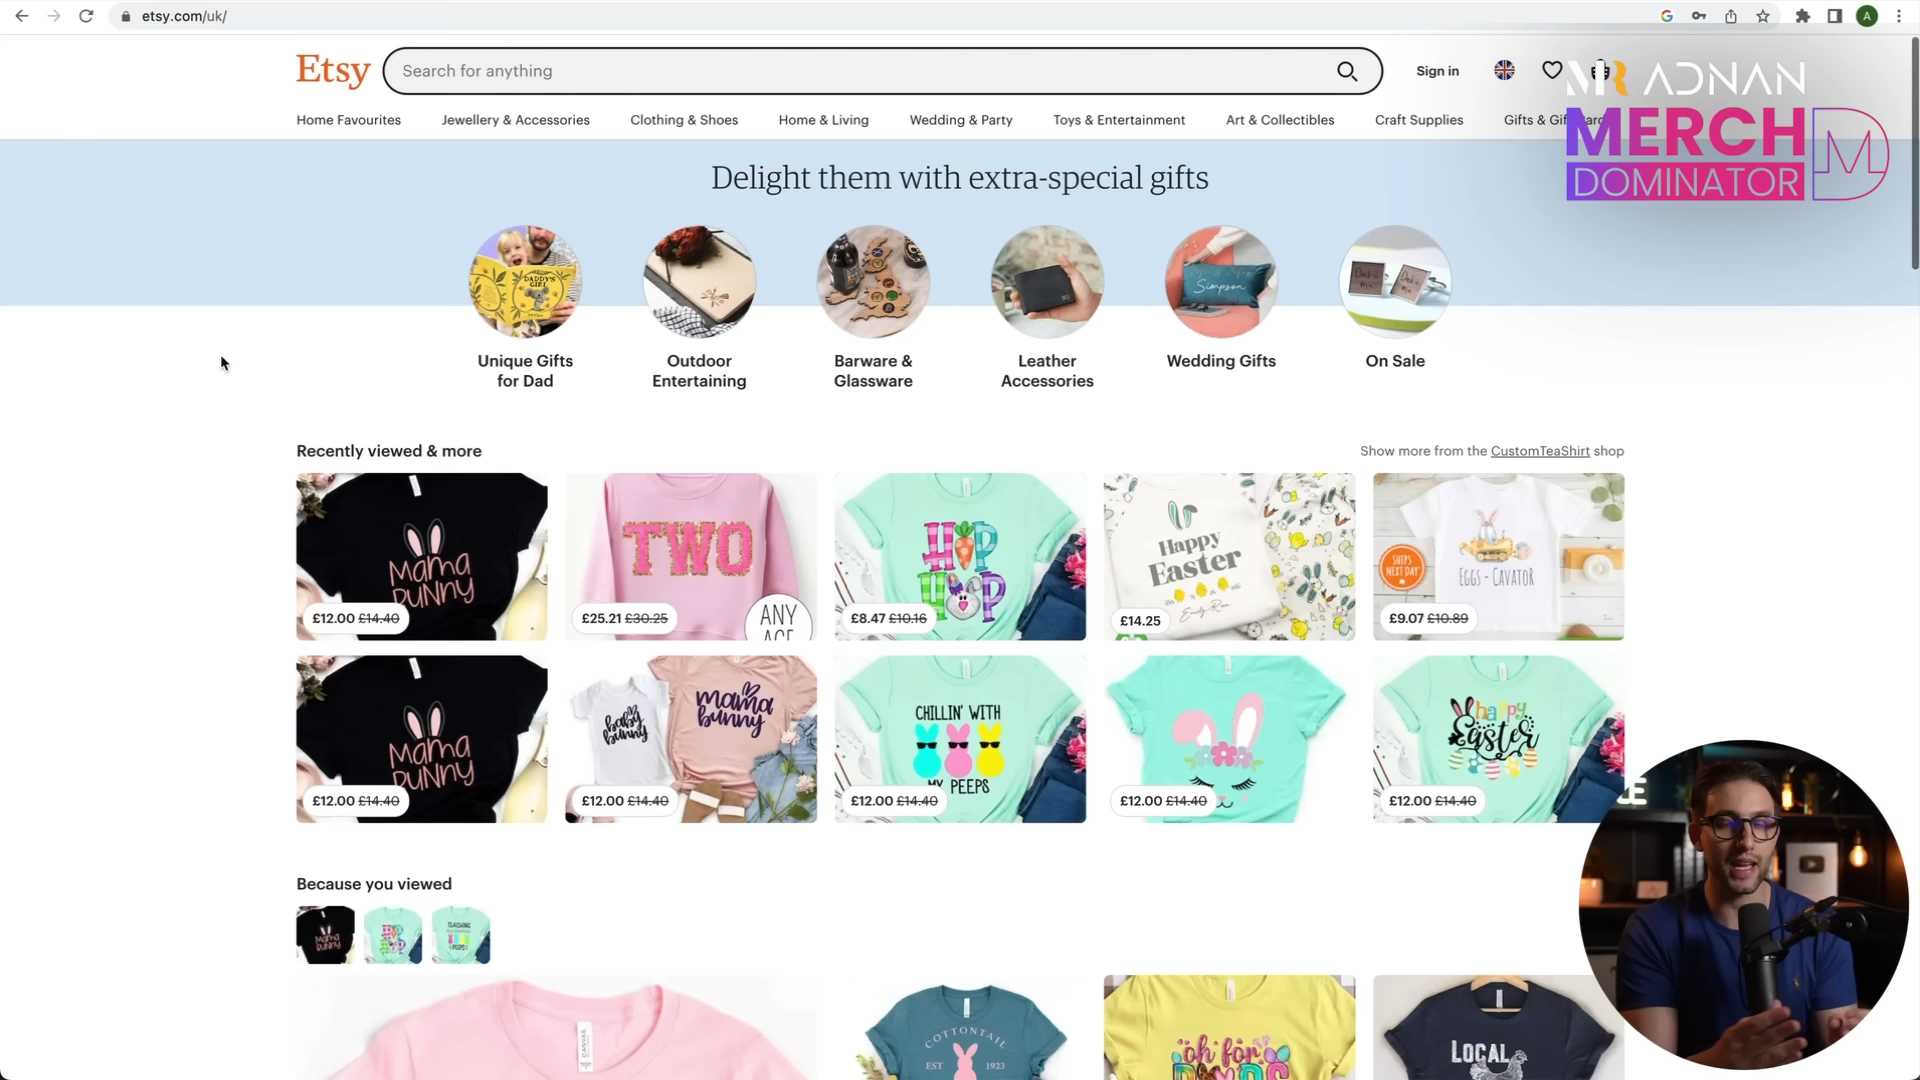 etsy.com/uk/
A
Etsy
Search for anything
Sign in
MR ADNAN
MERCH
DOMINATOR
Home Favourites
Jewellery & Accessories
Clothing & Shoes
Home & Living
Wedding & Party
Toys & Entertainment
Art & Collectibles
Craft Supplies
Delight them with extra-special gifts
DADDY'S
GIRL
Simpson
Unique Gifts
for Dad
Outdoor
Entertaining
Barware &
Glassware
Leather
Accessories
Wedding Gifts
On Sale
Recently viewed & more
Show more from the CustomTeaShirt shop
Mama
Bunny
£12.00 £14.40
TWO
ANY
AGE
£25.21 £30.25
HIP
HOP
£8.47 £10.16
Happy
Easter
£14.25
SHIPS
NEXT DAY
EGGS - CAVATOR
£9.07 £10.89
Mama
Bunny
£12.00 £14.40
baby
bunny
mama
bunny
£12.00 £14.40
CHILLIN' WITH
MY PEEPS
£12.00 £14.40
£12.00 £14.40
happy
Easter
£12.00 £14.40
Because you viewed
Mama
Bunny
HIP
HOP
TEACHING
PEEPS
CANVAS
COTTONTAIL
EST 1923
oh for
LOCAL